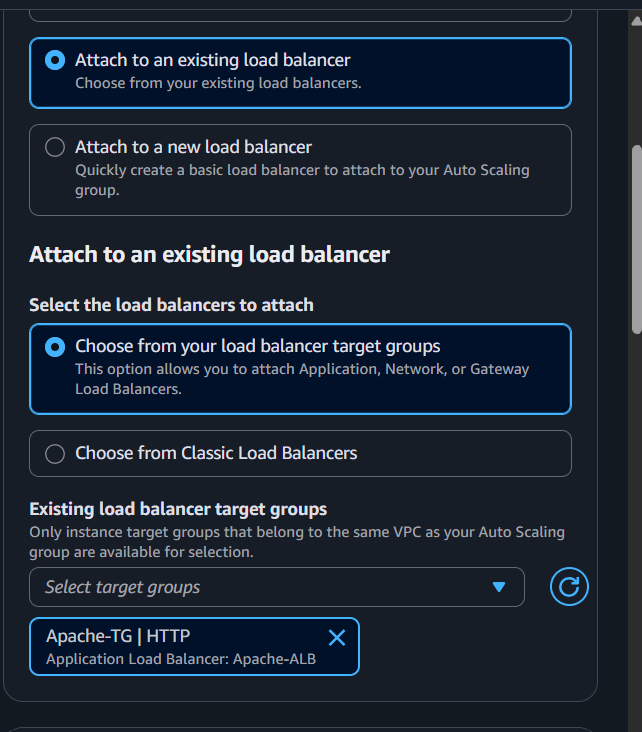 Attach to an existing load balancer
Choose from your existing load balancers.
Attach to a new load balancer
Quickly create a basic load balancer to attach to your Auto Scaling
group.
Attach to an existing load balancer
Select the load balancers to attach
Choose from your load balancer target groups
This option allows you to attach Application, Network, or Gateway
Load Balancers.
Choose from Classic Load Balancers
Existing load balancer target groups
Only instance target groups that belong to the same VPC as your Auto Scaling
group are available for selection.
Select target groups
Apache-TG | HTTP
Application Load Balancer: Apache-ALB